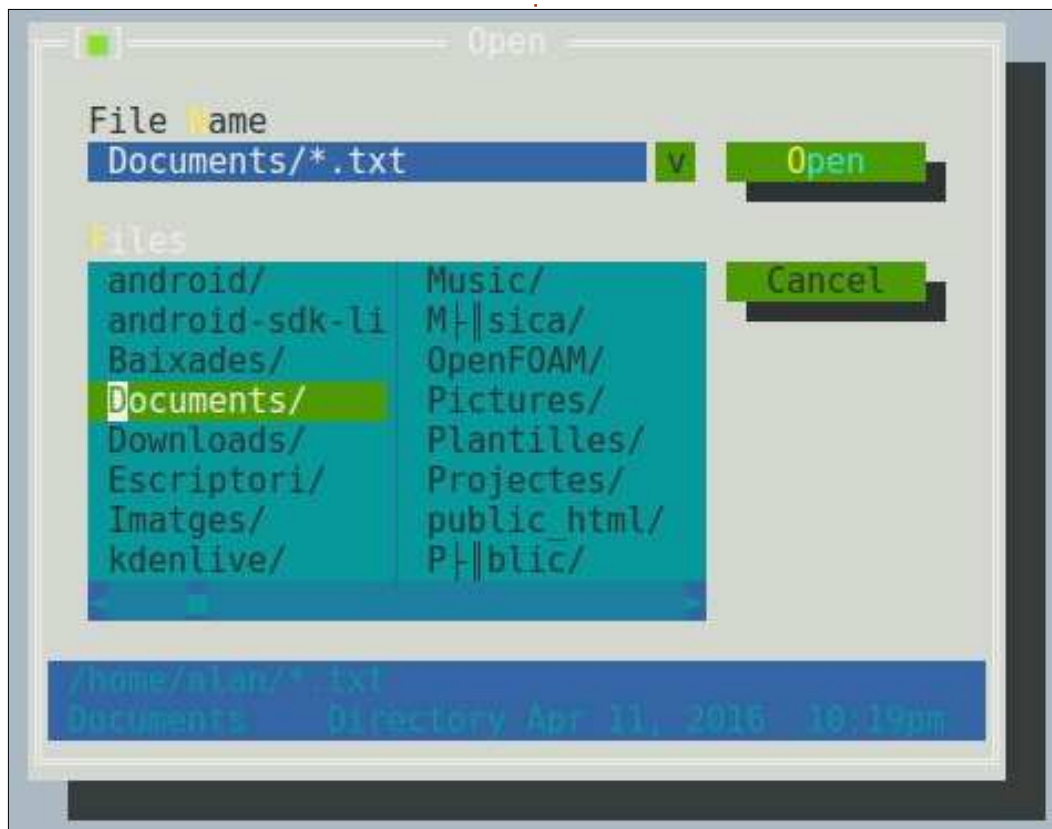 [■] Open
File Name
Documents/*.txt v Open
Files
android/ Music/ Cancel
android-sdk-li M├║sica/
Baixades/ OpenFOAM/
Documents/ Pictures/
Downloads/ Plantilles/
Escriptori/ Projectes/
Imatges/ public_html/
kdenlive/ P├║blic/
/home/alan/*.txt
Documents Directory Apr 11, 2016 10:19pm